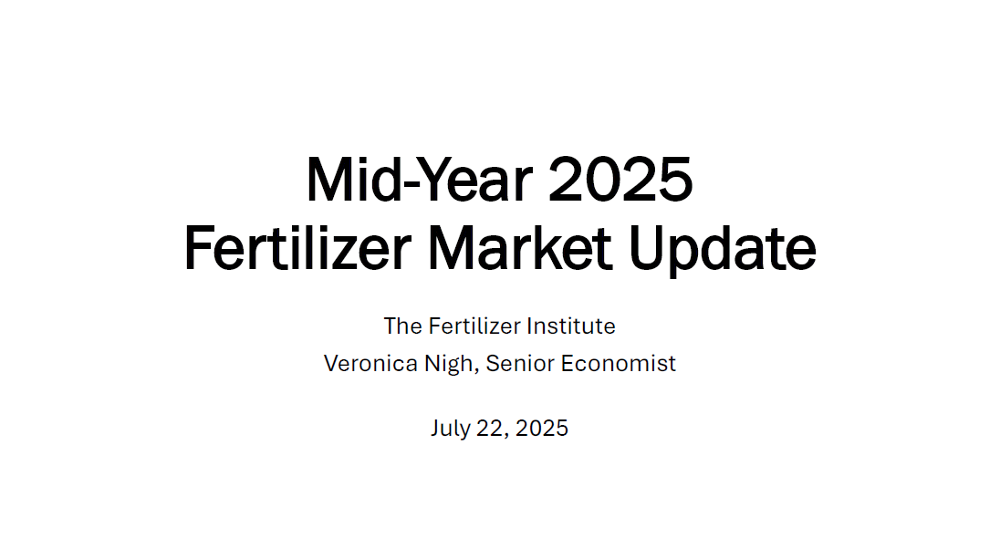 Mid-Year 2025
Fertilizer Market Update
The Fertilizer Institute
Veronica Nigh, Senior Economist
July 22, 2025